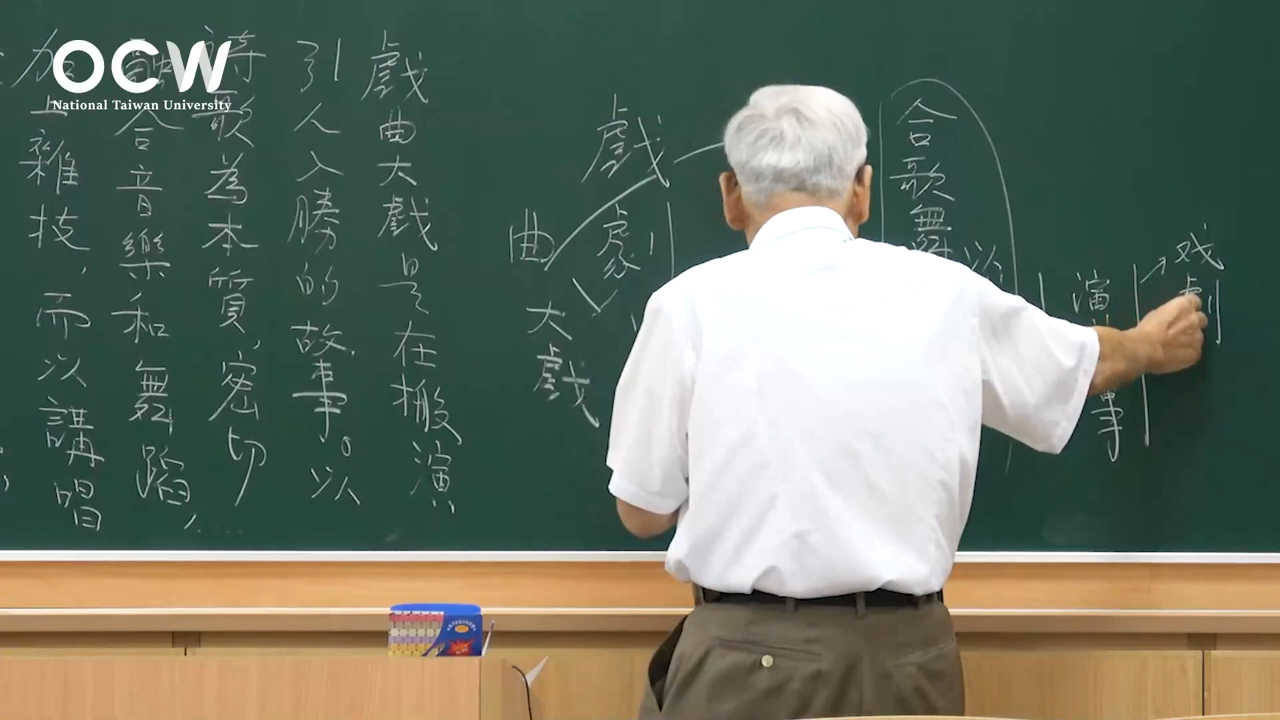 OCW
National Taiwan University
戲劇
曲
大戲
合歌舞以
演
事
戏劇
戲曲大戲是在搬演
引人入勝的故事。以
詩歌為本質,密切
融合音樂和舞蹈,
加上雜技,而以講唱